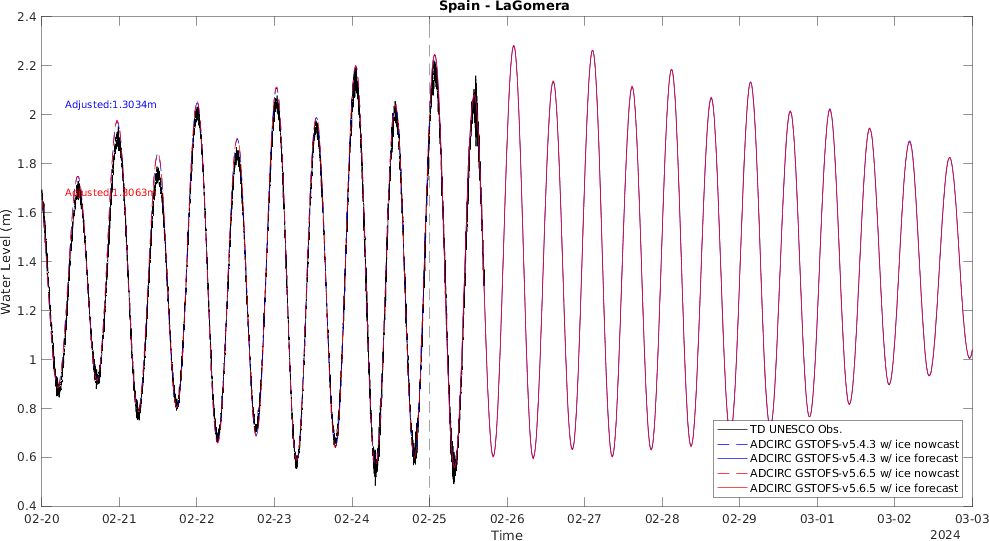 Spain - LaGomera
2.4
2.2
2
1.8
1.6
1.4
1.2
1
0.8
0.6
0.4
Water Level (m)
Adjusted:1.3034m
Adjusted:1.3063m
TD UNESCO Obs.
ADCIRC GSTOFS-v5.4.3 w/ ice nowcast
ADCIRC GSTOFS-v5.4.3 w/ ice forecast
ADCIRC GSTOFS-v5.6.5 w/ ice nowcast
ADCIRC GSTOFS-v5.6.5 w/ ice forecast
02-20 02-21 02-22 02-23 02-24 02-25 02-26 02-27 02-28 02-29 03-01 03-02 03-03
Time
2024